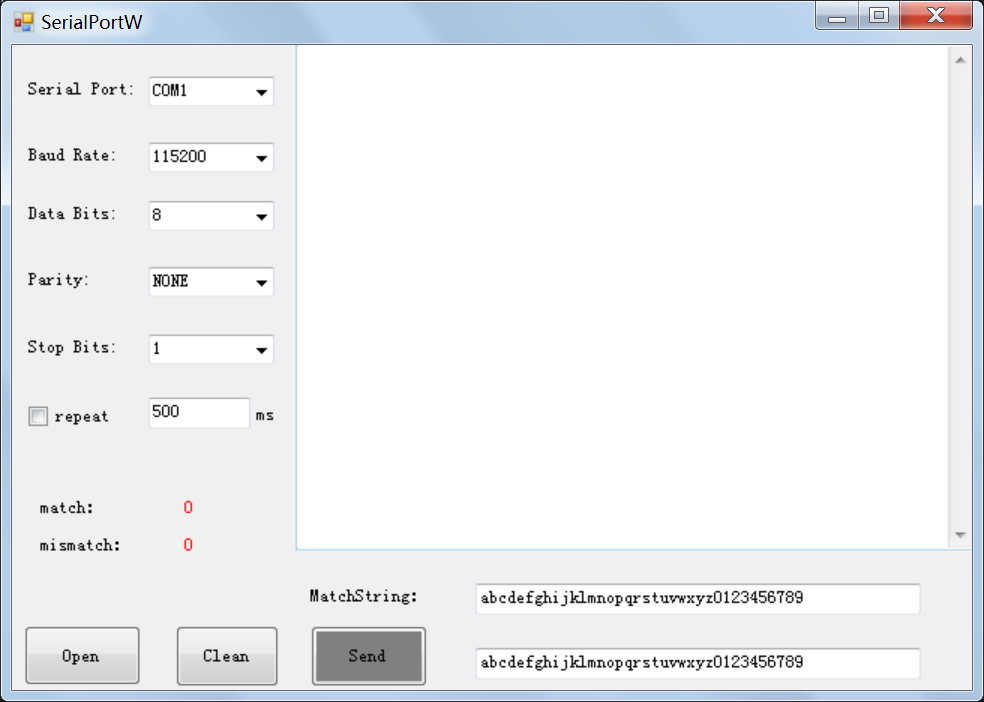 SerialPortW
Serial Port: COM1
Baud Rate: 115200
Data Bits: 8
Parity: NONE
Stop Bits: 1
repeat 500 ms
match: 0
mismatch: 0
MatchString: abcdefghijklmnopqrstuvwxyz0123456789
Open Clean Send abcdefghijklmnopqrstuvwxyz0123456789